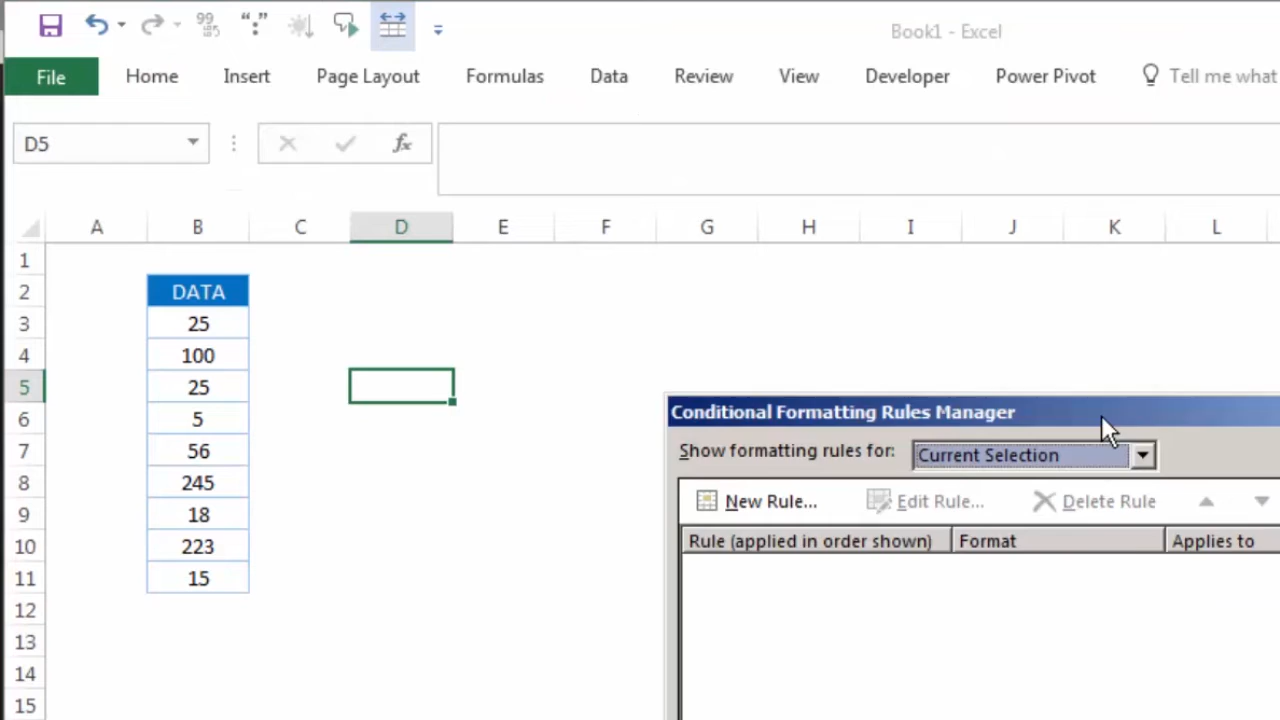 Book1 - Excel
File Home Insert Page Layout Formulas Data Review View Developer Power Pivot Tell me what
D5 fx
A B C D E F G H I J K L
1
2 DATA
3 25
4 100
5 25
6 5
7 56
8 245
9 18
10 223
11 15
12
13
14
15
Conditional Formatting Rules Manager
Show formatting rules for: Current Selection
New Rule... Edit Rule... Delete Rule
Rule (applied in order shown) Format Applies to